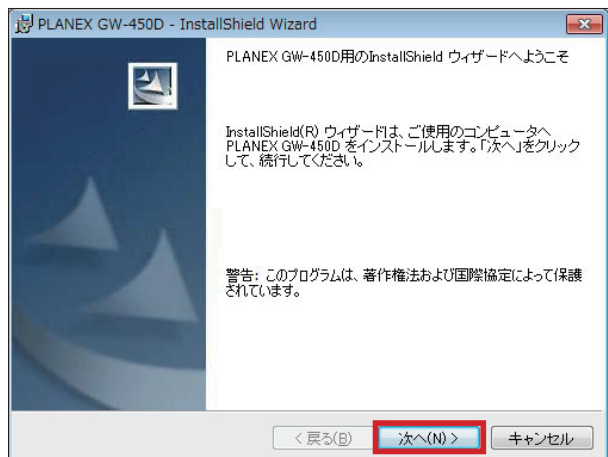 PLANEX GW-450D - InstallShield Wizard
PLANEX GW-450D用のInstallShield ウィザードへようこそ
InstallShield(R) ウィザードは、ご使用のコンピュータへ
PLANEX GW-450D をインストールします。「次へ」をクリック
して、続行してください。
警告: このプログラムは、著作権法および国際協定によって保護
されています。
< 戻る(B)
次へ(N) >
キャンセル